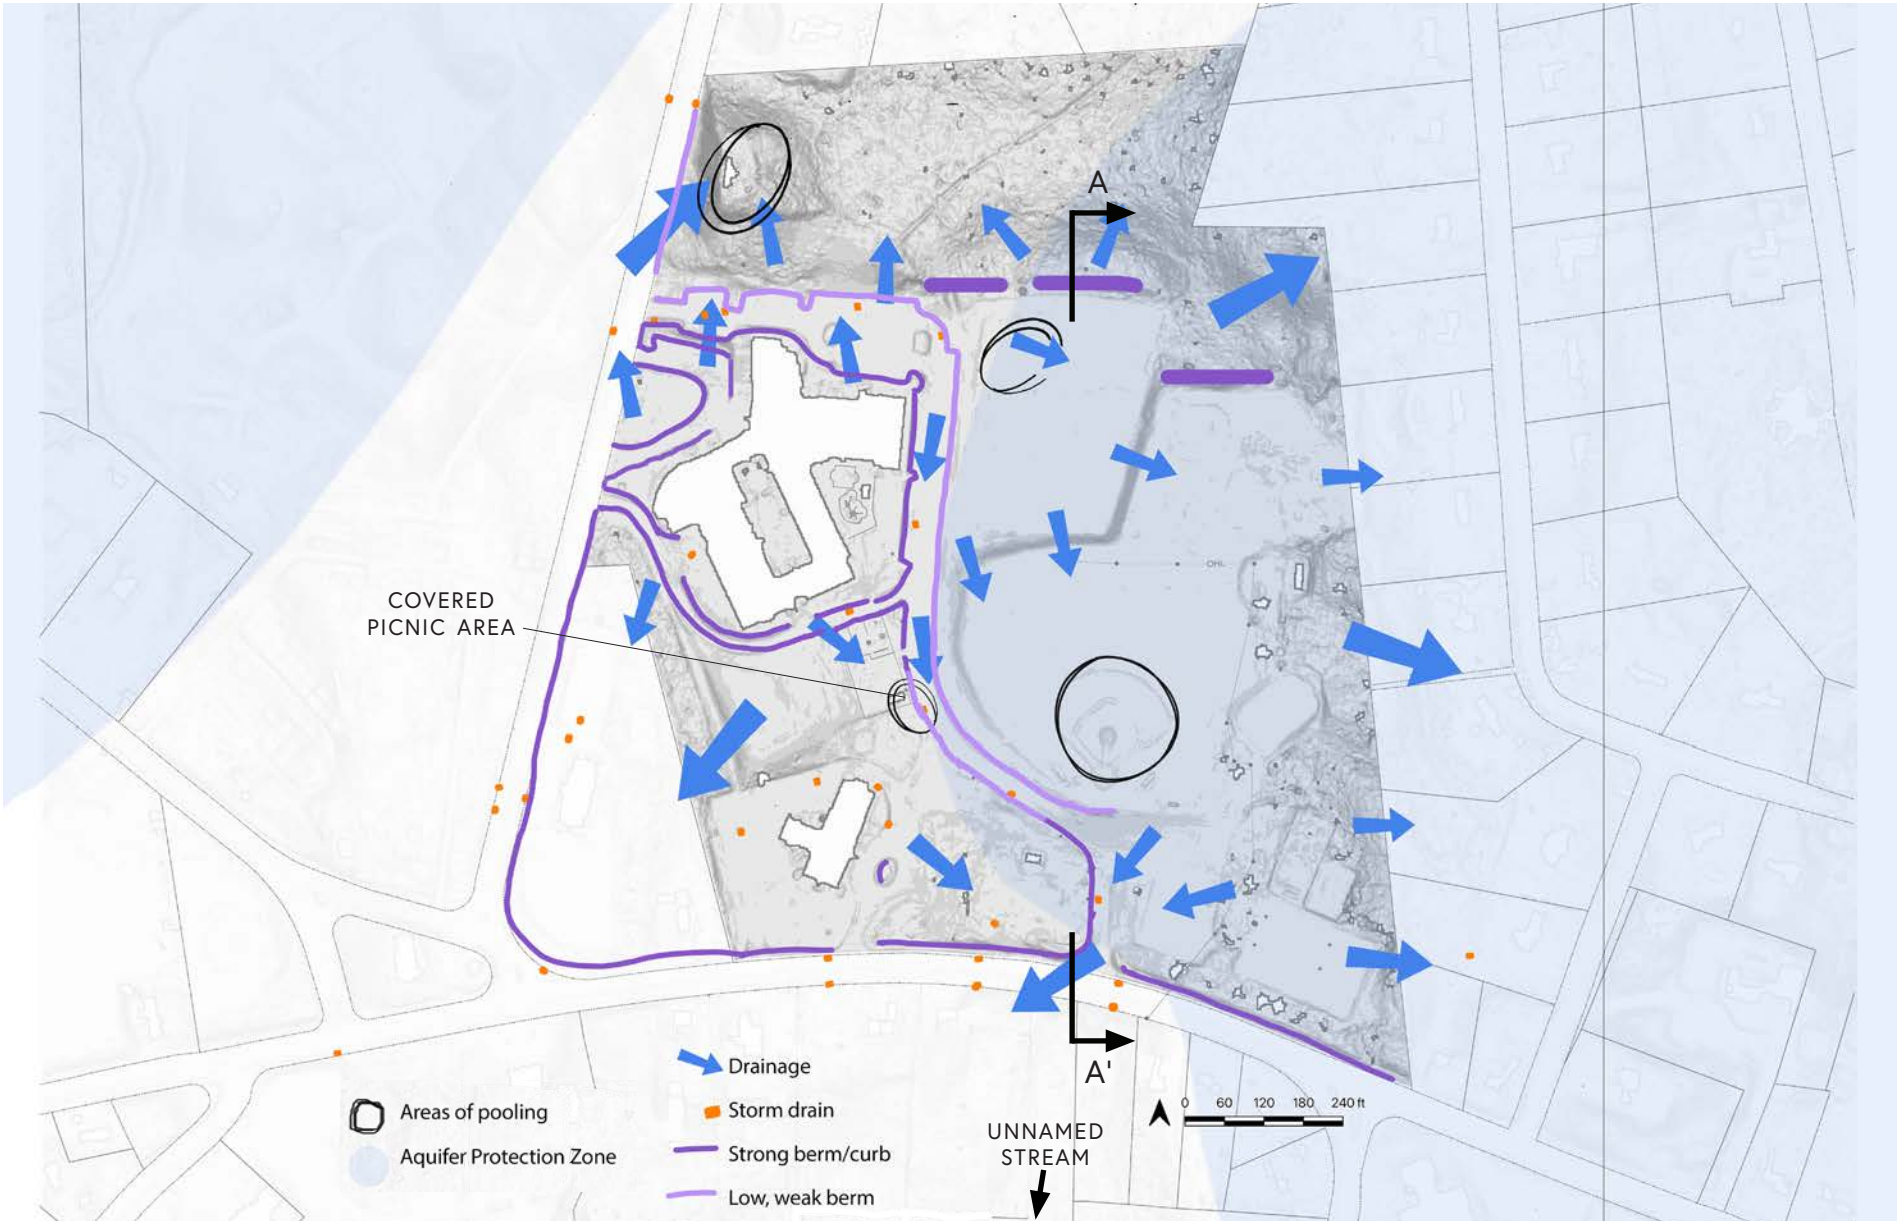 A
OHL
COVERED
PICNIC AREA
A'
Drainage
Areas of pooling
Storm drain
Aquifer Protection Zone
Strong berm/curb
Low, weak berm
UNNAMED
STREAM
0 60 120 180 240 ft